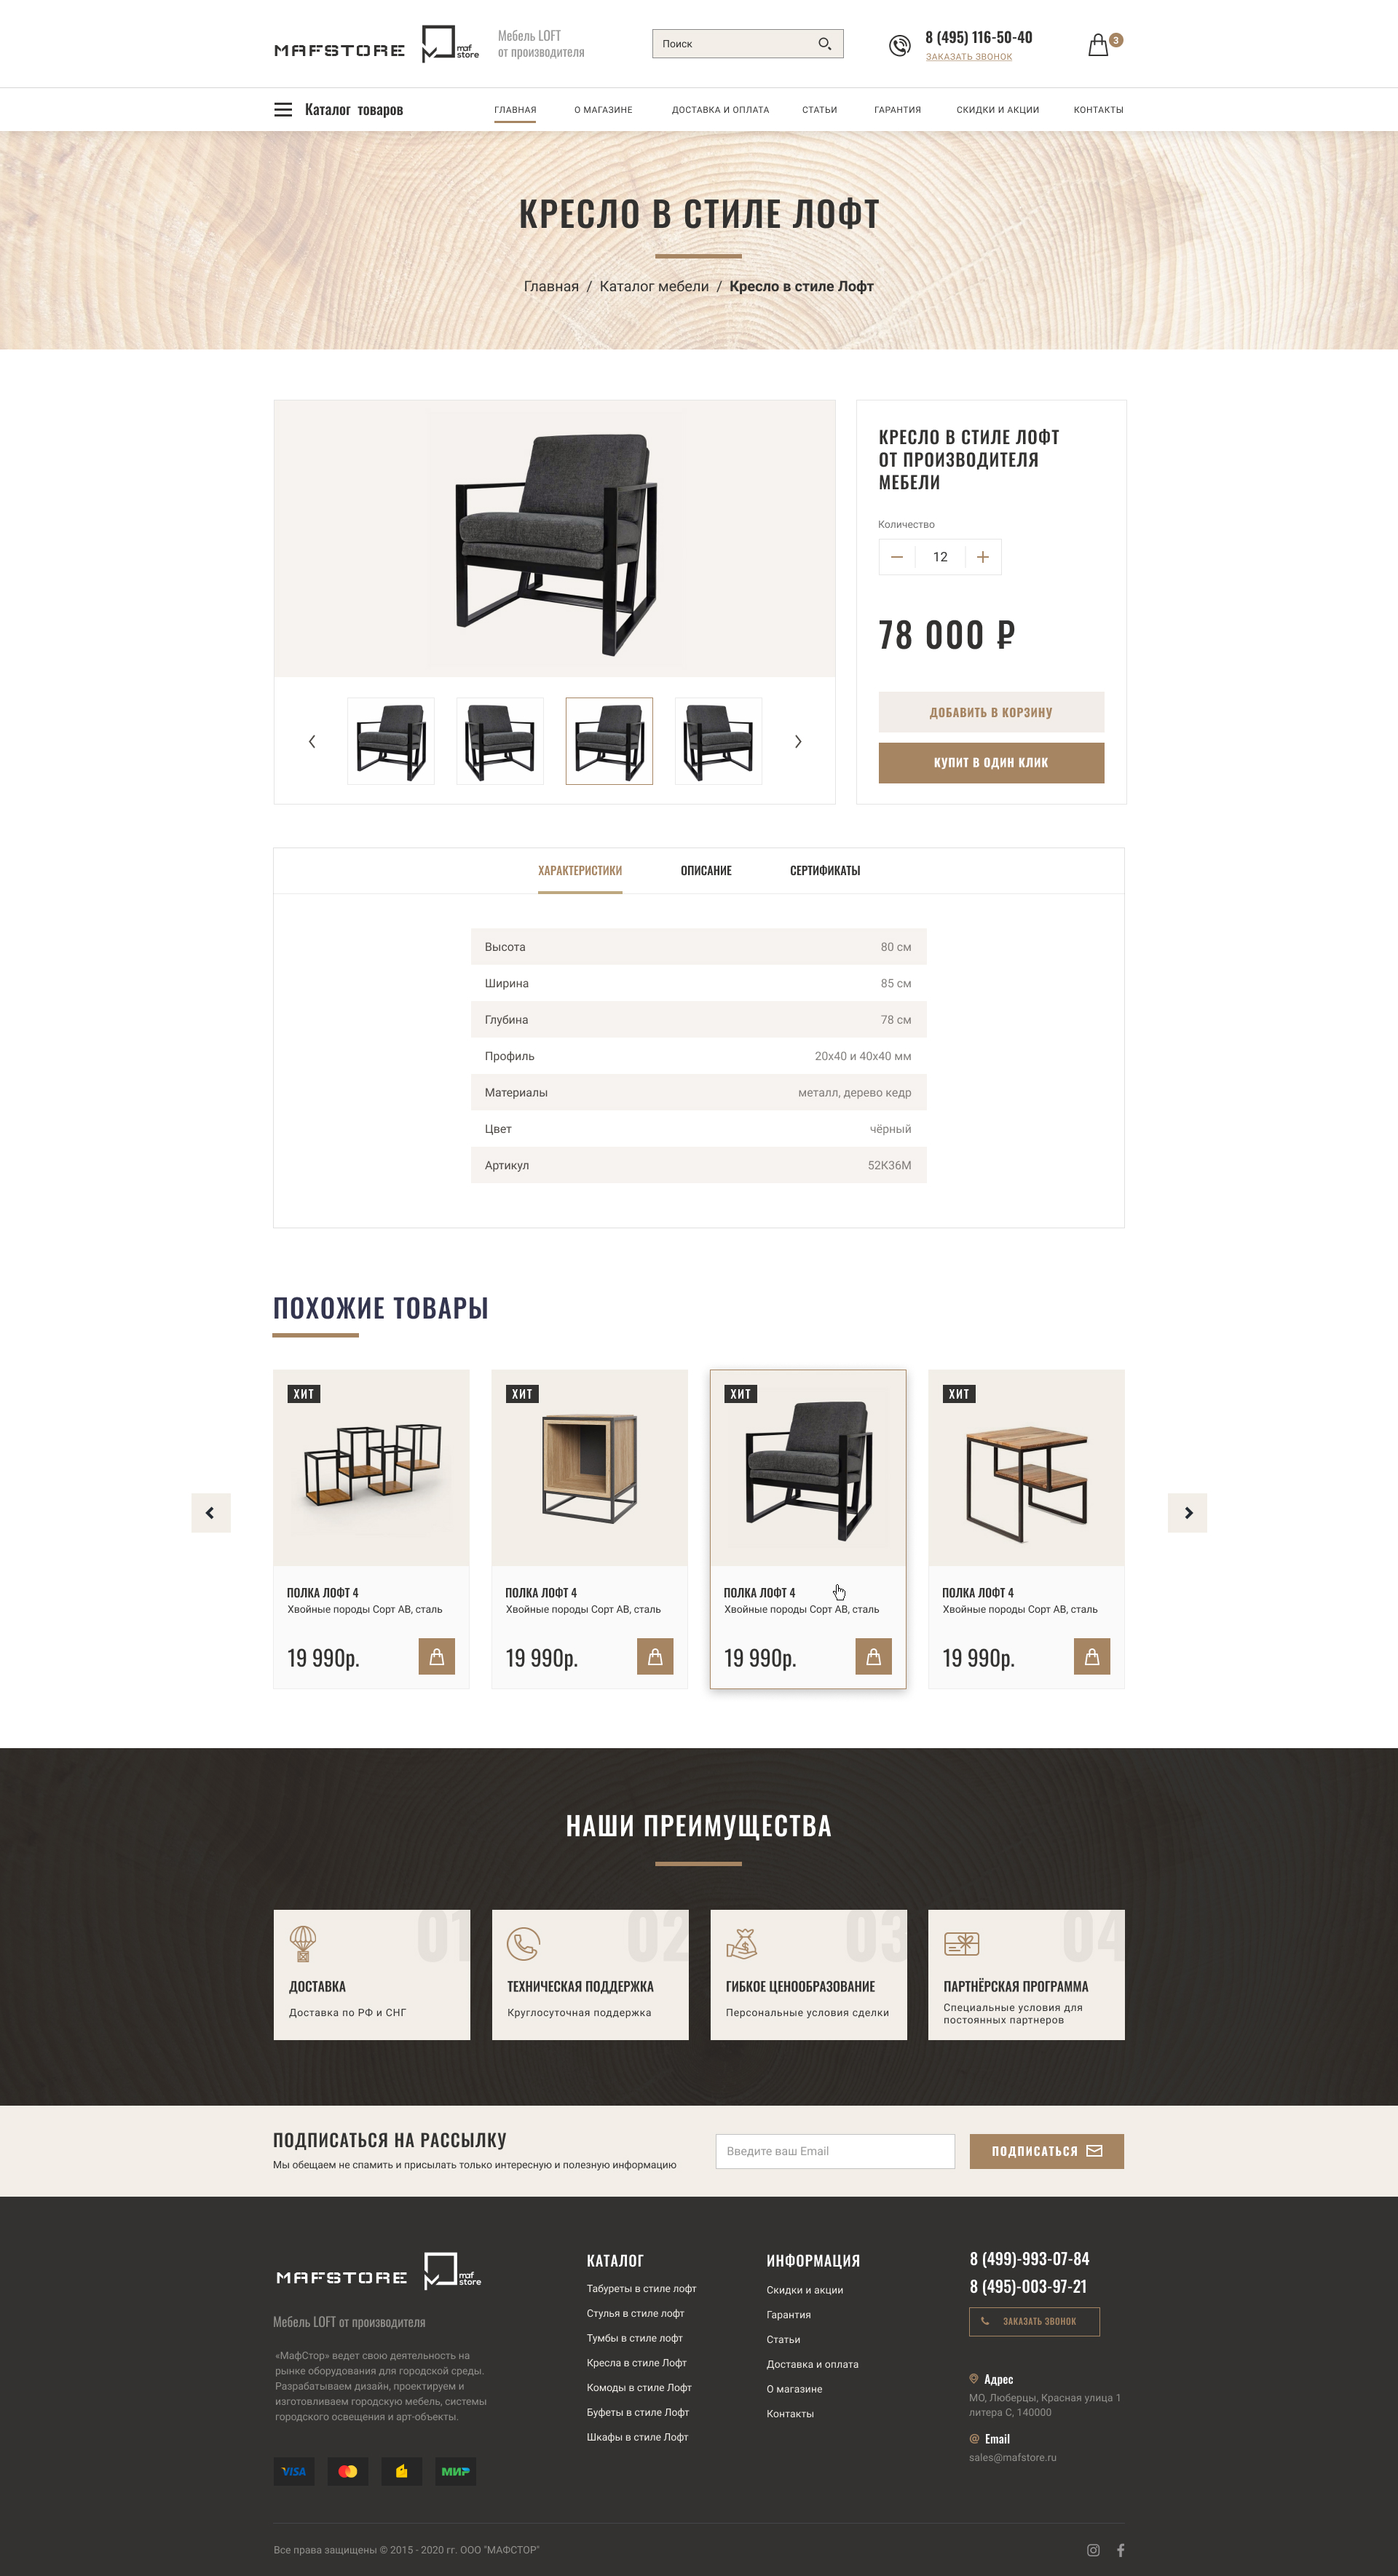 MAFSTORE
maf
store
Мебель LOFT
от производителя
Поиск
8 (495) 116-50-40
ЗАКАЗАТЬ ЗВОНОК
3
Каталог товаров
ГЛАВНАЯ
О МАГАЗИНЕ
ДОСТАВКА И ОПЛАТА
СТАТЬИ
ГАРАНТИЯ
СКИДКИ И АКЦИИ
КОНТАКТЫ
КРЕСЛО В СТИЛЕ ЛОФТ
Главная / Каталог мебели / Кресло в стиле Лофт
КРЕСЛО В СТИЛЕ ЛОФТ
ОТ ПРОИЗВОДИТЕЛЯ
МЕБЕЛИ
Количество
12
78 000 ₽
ДОБАВИТЬ В КОРЗИНУ
КУПИТ В ОДИН КЛИК
ХАРАКТЕРИСТИКИ
ОПИСАНИЕ
СЕРТИФИКАТЫ
Высота 80 см
Ширина 85 см
Глубина 78 см
Профиль 20х40 и 40х40 мм
Материалы металл, дерево кедр
Цвет чёрный
Артикул 52К36М
ПОХОЖИЕ ТОВАРЫ
ХИТ
ПОЛКА ЛОФТ 4
Хвойные породы Сорт АВ, сталь
19 990р.
ХИТ
ПОЛКА ЛОФТ 4
Хвойные породы Сорт АВ, сталь
19 990р.
ХИТ
ПОЛКА ЛОФТ 4
Хвойные породы Сорт АВ, сталь
19 990р.
ХИТ
ПОЛКА ЛОФТ 4
Хвойные породы Сорт АВ, сталь
19 990р.
НАШИ ПРЕИМУЩЕСТВА
01
ДОСТАВКА
Доставка по РФ и СНГ
02
ТЕХНИЧЕСКАЯ ПОДДЕРЖКА
Круглосуточная поддержка
03
ГИБКОЕ ЦЕНООБРАЗОВАНИЕ
Персональные условия сделки
04
ПАРТНЁРСКАЯ ПРОГРАММА
Специальные условия для
постоянных партнеров
ПОДПИСАТЬСЯ НА РАССЫЛКУ
Мы обещаем не спамить и присылать только интересную и полезную информацию
Введите ваш Email
ПОДПИСАТЬСЯ
MAFSTORE
maf
store
Мебель LOFT от производителя
«МафСтор» ведет свою деятельность на
рынке оборудования для городской среды.
Разрабатываем дизайн, проектируем и
изготовливаем городскую мебель, системы
городского освещения и арт-объекты.
VISA
МИР
КАТАЛОГ
Табуреты в стиле лофт
Стулья в стиле лофт
Тумбы в стиле лофт
Кресла в стиле Лофт
Комоды в стиле Лофт
Буфеты в стиле Лофт
Шкафы в стиле Лофт
ИНФОРМАЦИЯ
Скидки и акции
Гарантия
Статьи
Доставка и оплата
О магазине
Контакты
8 (499)-993-07-84
8 (495)-003-97-21
ЗАКАЗАТЬ ЗВОНОК
Адрес
МО, Люберцы, Красная улица 1
литера С, 140000
@ Email
sales@mafstore.ru
Все права защищены © 2015 - 2020 гг. ООО "МАФСТОР"